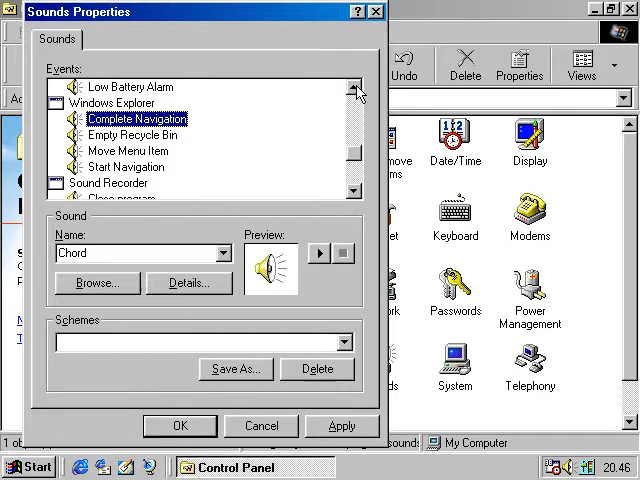 Sounds Properties
Sounds
Events:
Low Battery Alarm
Windows Explorer
Complete Navigation
Empty Recycle Bin
Move Menu Item
Start Navigation
Sound Recorder
Close program
Sound
Name:
Chord
Preview:
Browse...
Details...
Schemes
Save As...
Delete
OK
Cancel
Apply
Undo
Delete
Properties
Views
Date/Time
Display
Keyboard
Modems
Passwords
Power
Management
System
Telephony
My Computer
Start
Control Panel
20.46